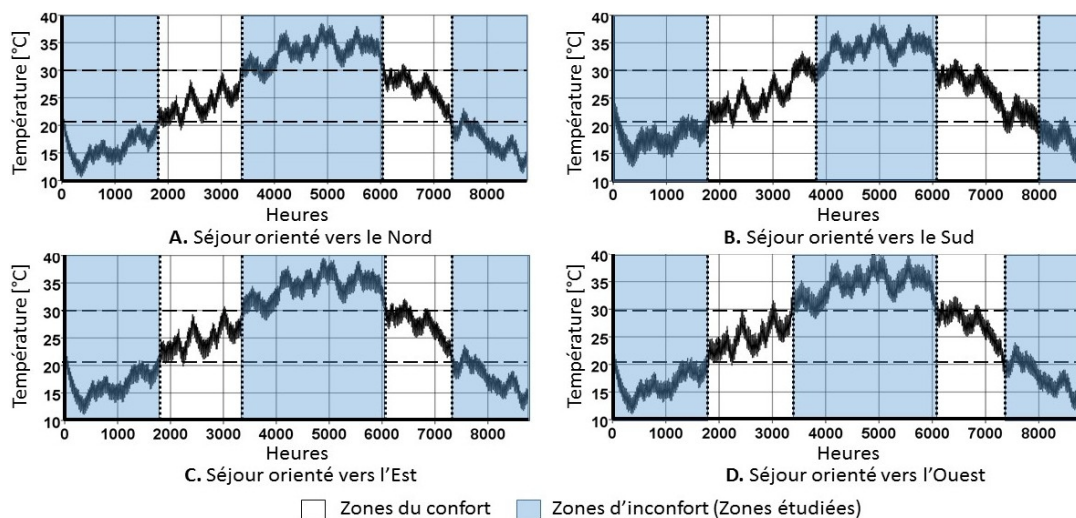 Température [°C]
40
35
30
25
20
15
10
0 1000 2000 3000 4000 5000 6000 7000 8000
Heures
A. Séjour orienté vers le Nord
Température [°C]
40
35
30
25
20
15
10
0 1000 2000 3000 4000 5000 6000 7000 8000
Heures
B. Séjour orienté vers le Sud
Température [°C]
40
35
30
25
20
15
10
0 1000 2000 3000 4000 5000 6000 7000 8000
Heures
C. Séjour orienté vers l'Est
Température [°C]
40
35
30
25
20
15
10
0 1000 2000 3000 4000 5000 6000 7000 8000
Heures
D. Séjour orienté vers l'Ouest
Zones du confort
Zones d'inconfort (Zones étudiées)